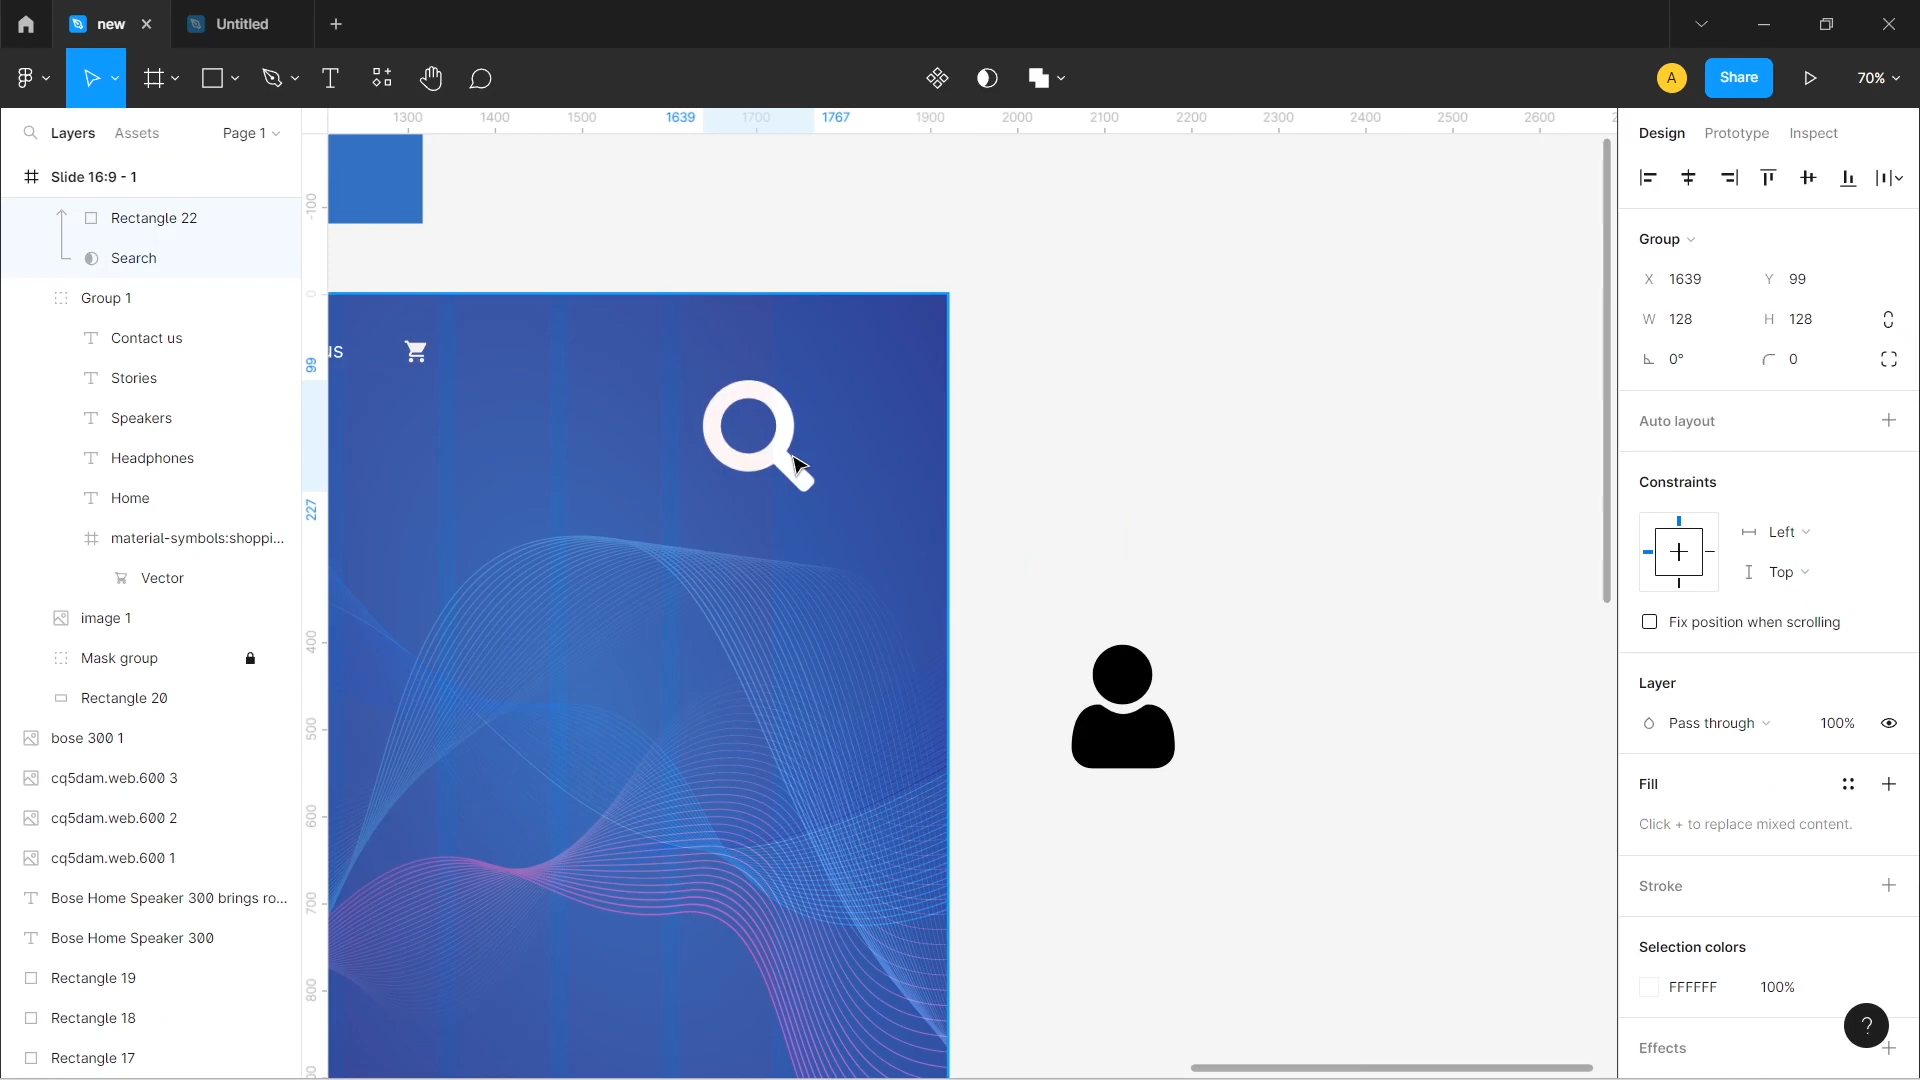 new
Untitled
A
Share
70%
Layers
Assets
Page 1
1300
1400
1500
1639
1700
1767
1900
2000
2100
2200
2300
2400
2500
2600
Design
Prototype
Inspect
Slide 16:9 - 1
Rectangle 22
Search
Group 1
Contact us
Stories
Speakers
Headphones
Home
material-symbols:shoppi...
Vector
image 1
Mask group
Rectangle 20
bose 300 1
cq5dam.web.600 3
cq5dam.web.600 2
cq5dam.web.600 1
Bose Home Speaker 300 brings ro...
Bose Home Speaker 300
Rectangle 19
Rectangle 18
Rectangle 17
-100
0
99
227
400
500
600
700
800
us
Group
X 1639
Y 99
W 128
H 128
0°
0
Auto layout
Constraints
Left
Top
Fix position when scrolling
Layer
Pass through
100%
Fill
Click + to replace mixed content.
Stroke
Selection colors
FFFFFF
100%
?
Effects